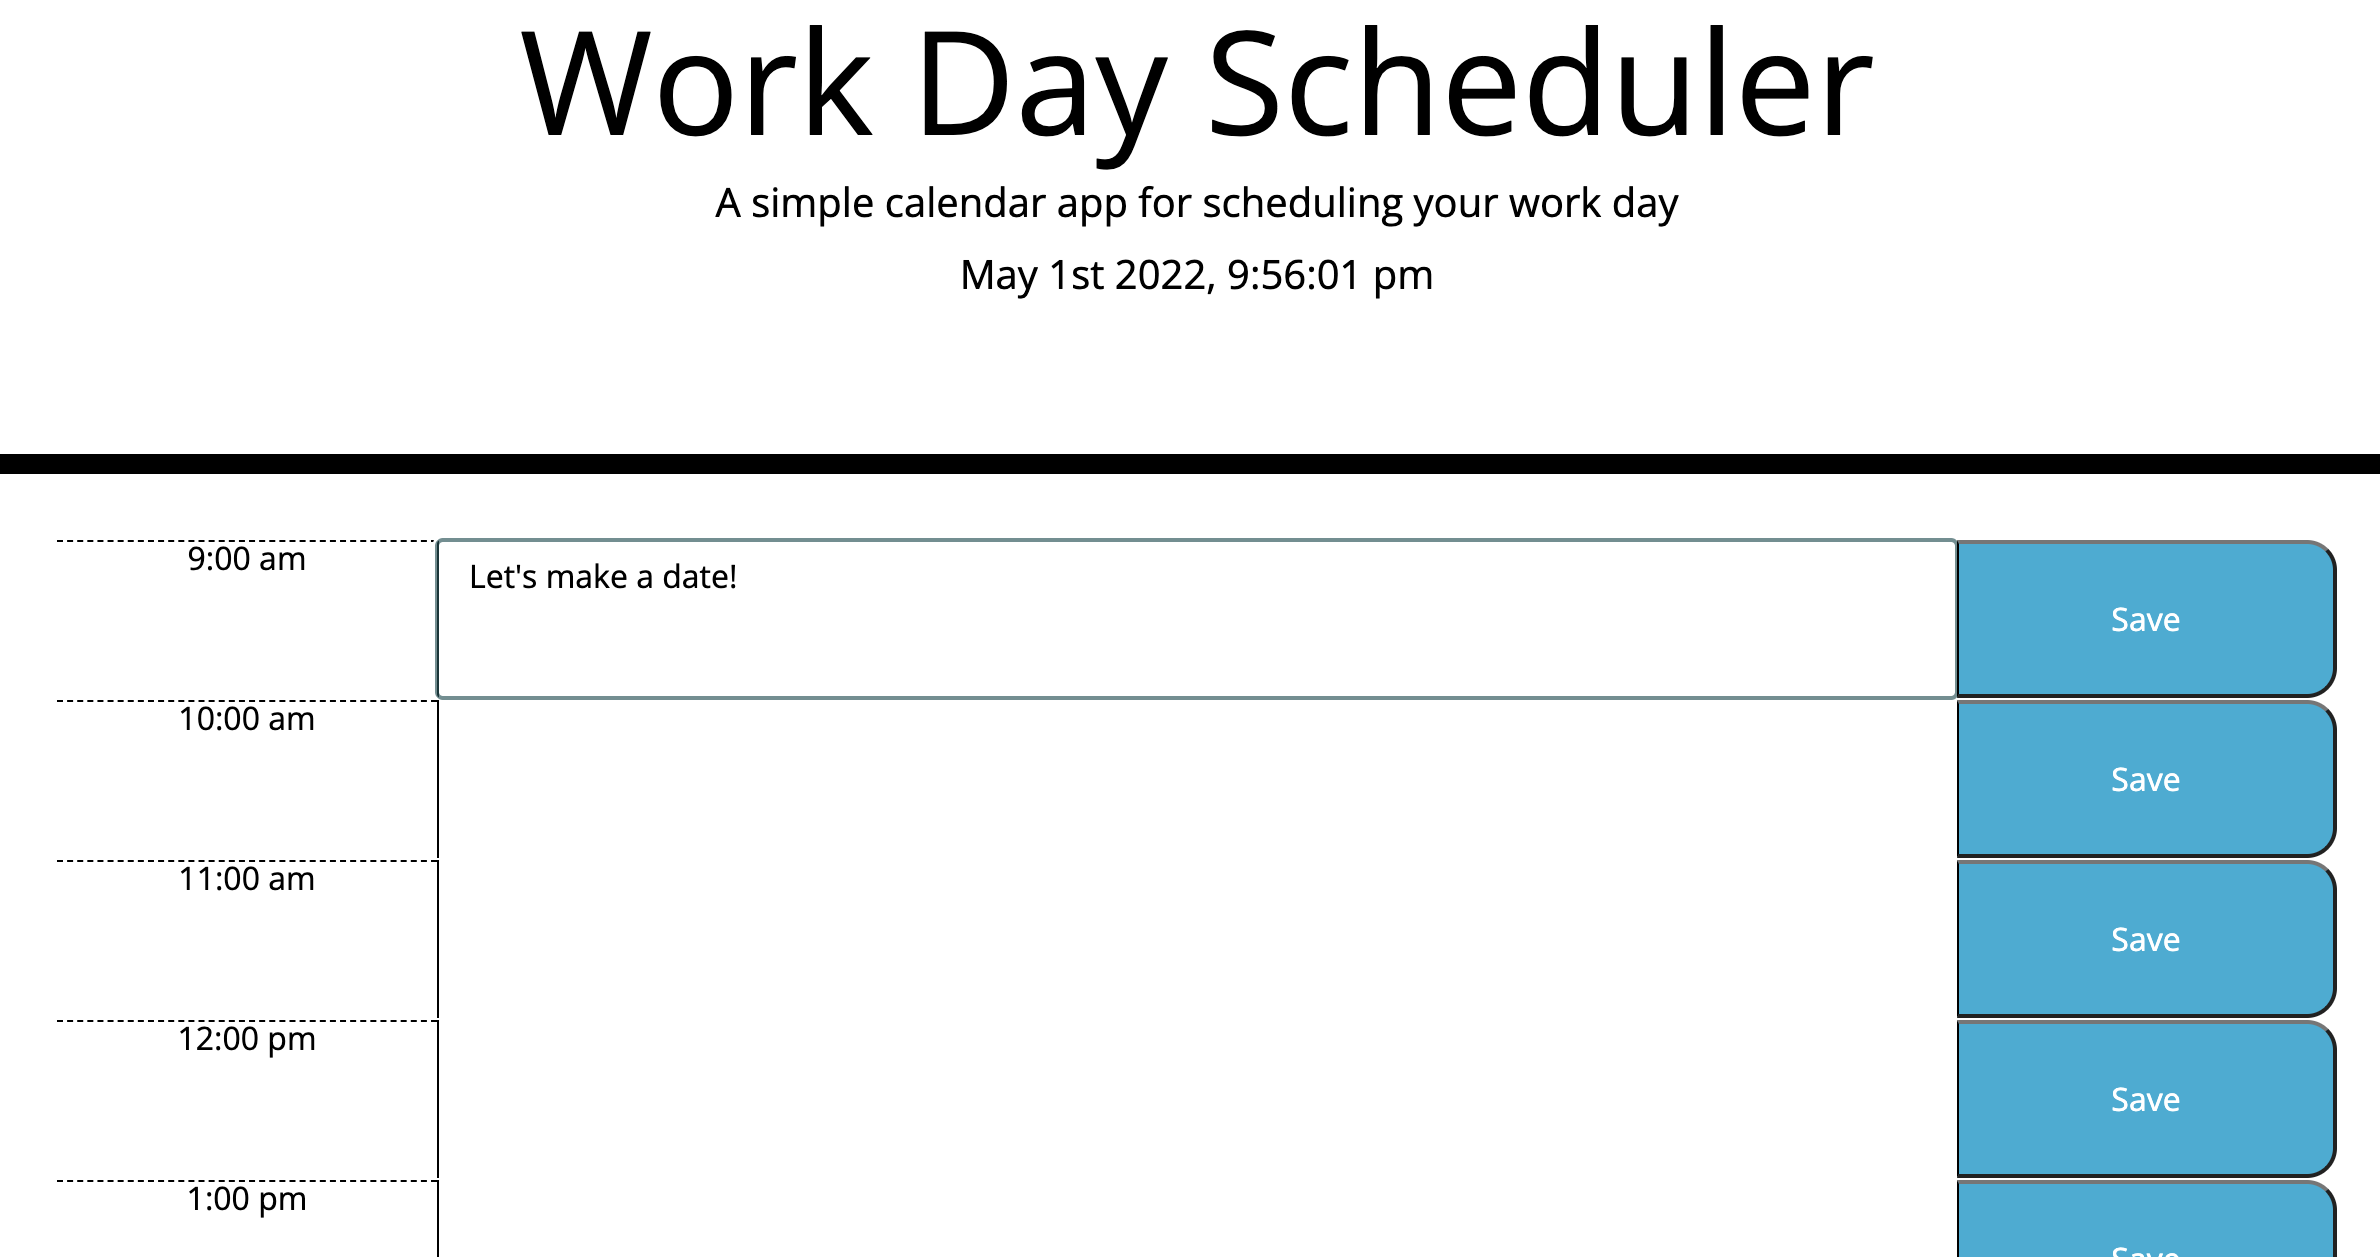 Work Day Scheduler
A simple calendar app for scheduling your work day
May 1st 2022, 9:56:01 pm
9:00 am
Let's make a date!
Save
10:00 am
Save
11:00 am
Save
12:00 pm
Save
1:00 pm
Save